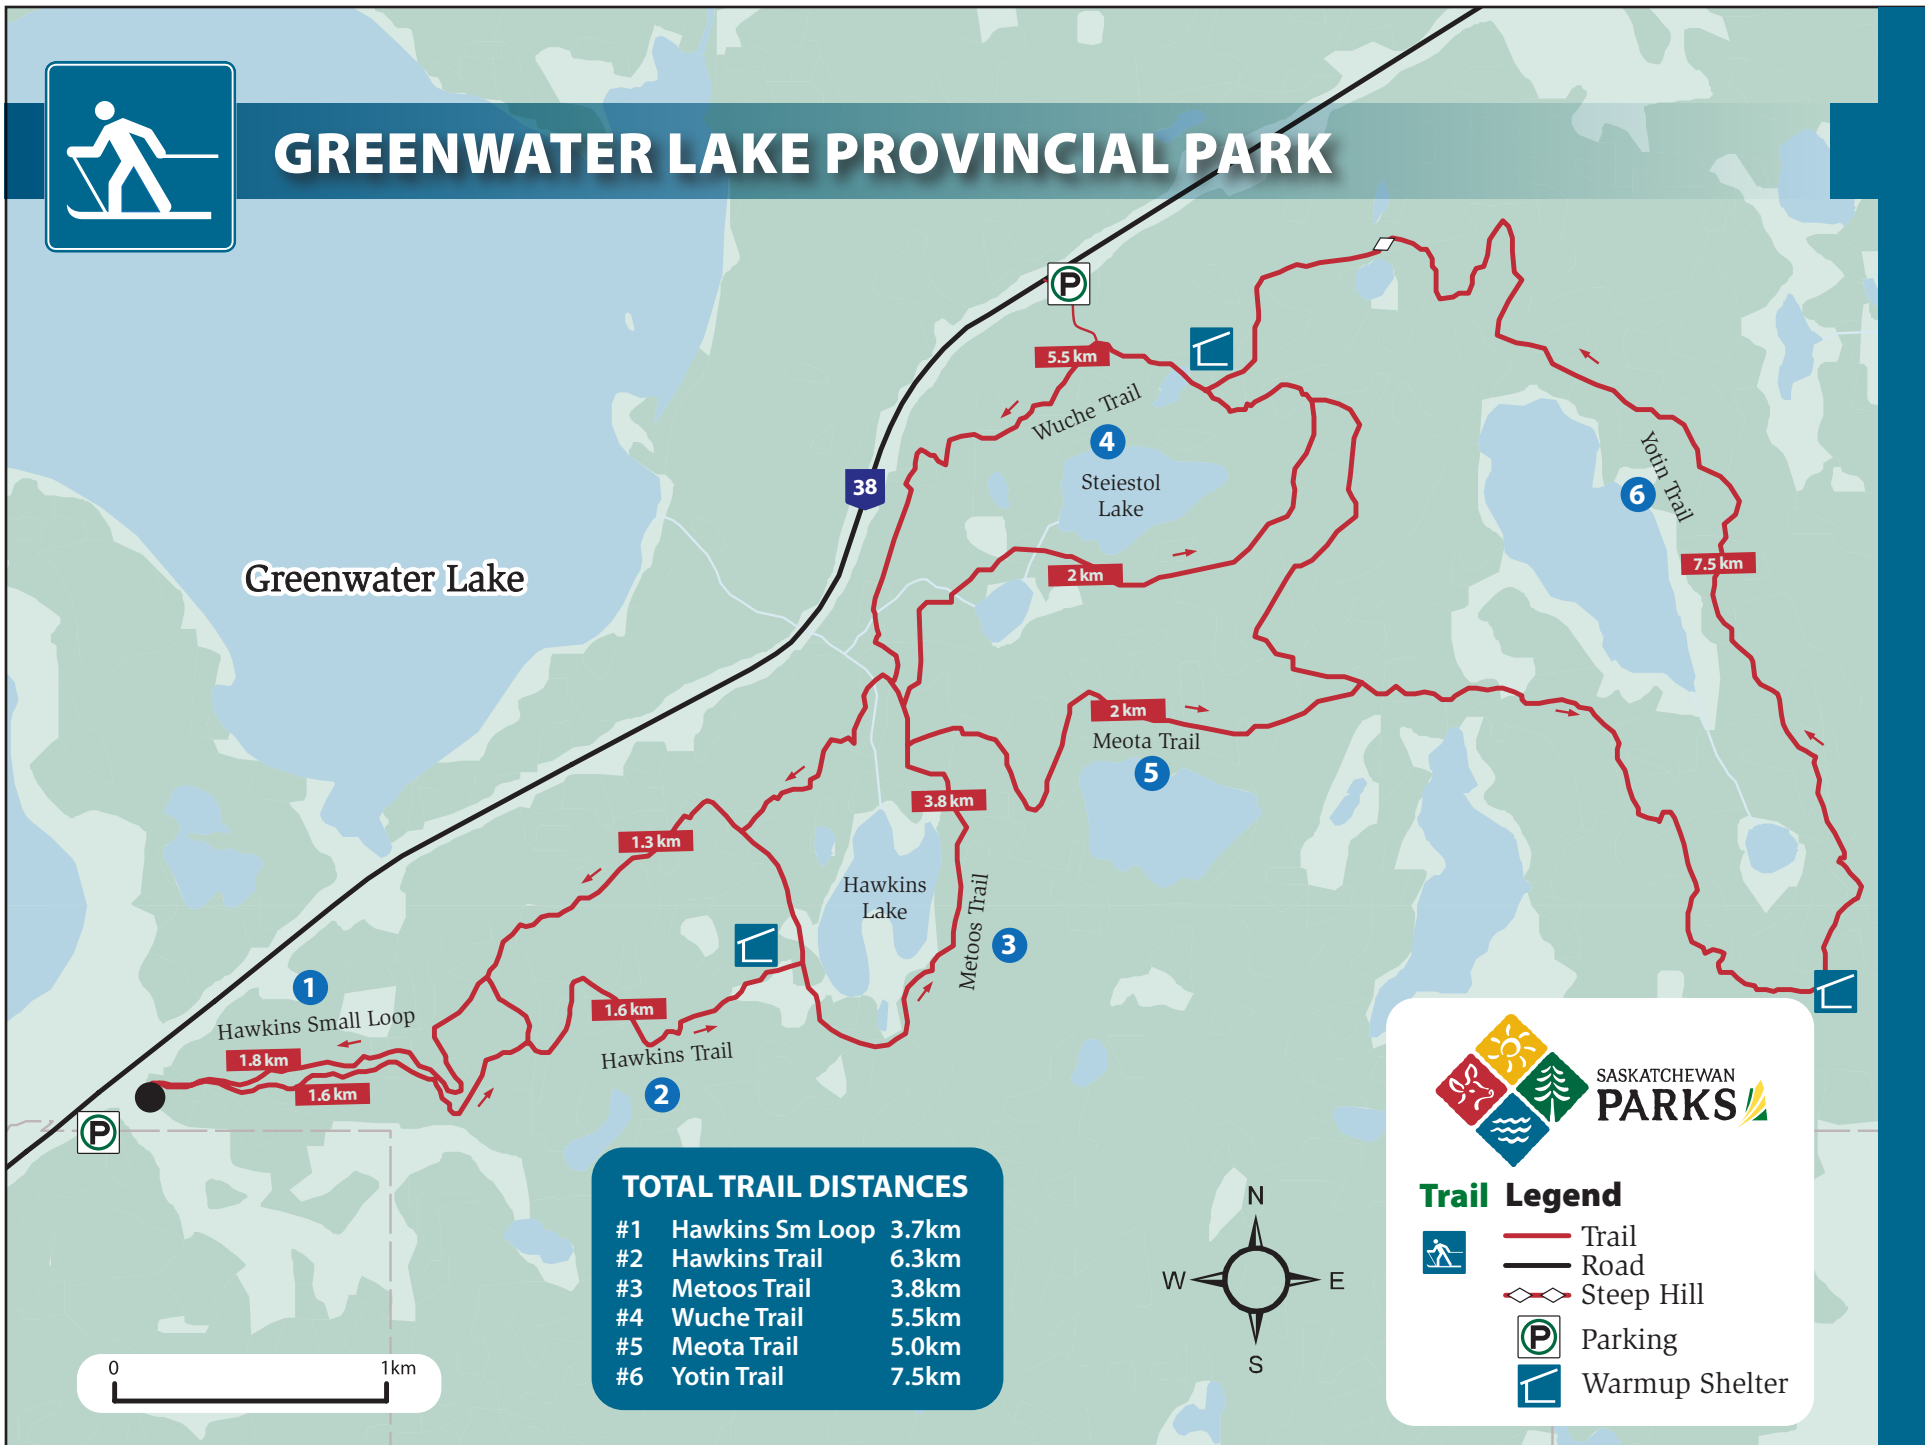 GREENWATER LAKE PROVINCIAL PARK
P
5.5 km
Wuche Trail
4
Steiestol
Lake
38
Yotin Trail
6
7.5 km
Greenwater Lake
2 km
2 km
Meota Trail
5
3.8 km
1.3 km
Hawkins
Lake
Metoos Trail
3
1
Hawkins Small Loop
1.8 km
1.6 km
1.6 km
Hawkins Trail
2
P
TOTAL TRAIL DISTANCES
#1 Hawkins Sm Loop 3.7km
#2 Hawkins Trail 6.3km
#3 Metoos Trail 3.8km
#4 Wuche Trail 5.5km
#5 Meota Trail 5.0km
#6 Yotin Trail 7.5km
0 1km
N
W E
S
SASKATCHEWAN
PARKS
Trail Legend
Trail
Road
Steep Hill
P Parking
Warmup Shelter